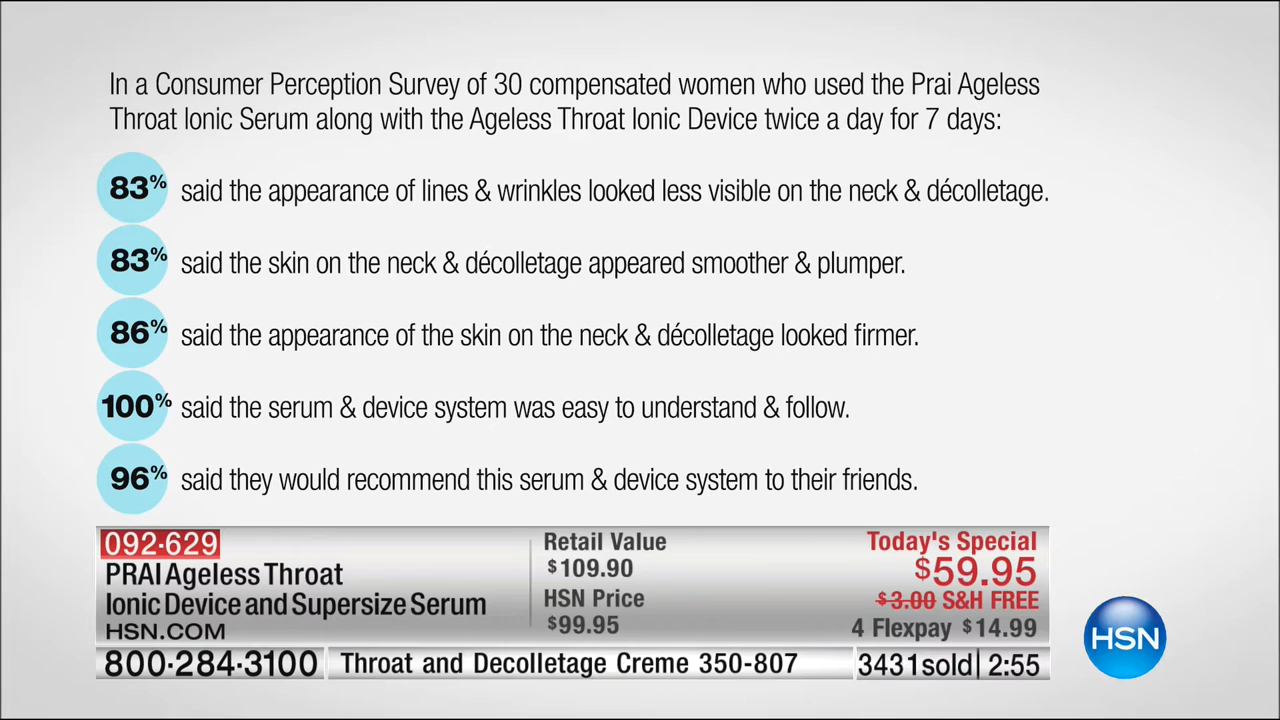 In a Consumer Perception Survey of 30 compensated women who used the Prai Ageless
Throat Ionic Serum along with the Ageless Throat Ionic Device twice a day for 7 days:
83% said the appearance of lines & wrinkles looked less visible on the neck & décolletage.
83% said the skin on the neck & décolletage appeared smoother & plumper.
86% said the appearance of the skin on the neck & décolletage looked firmer.
100% said the serum & device system was easy to understand & follow.
96% said they would recommend this serum & device system to their friends.
092-629
PRAI Ageless Throat
Ionic Device and Supersize Serum
HSN.COM
Retail Value
$109.90
HSN Price
$99.95
Today's Special
$59.95
$3.00 S&H FREE
4 Flexpay $14.99
800-284-3100
Throat and Decolletage Creme 350-807
3431sold 2:55
HSN